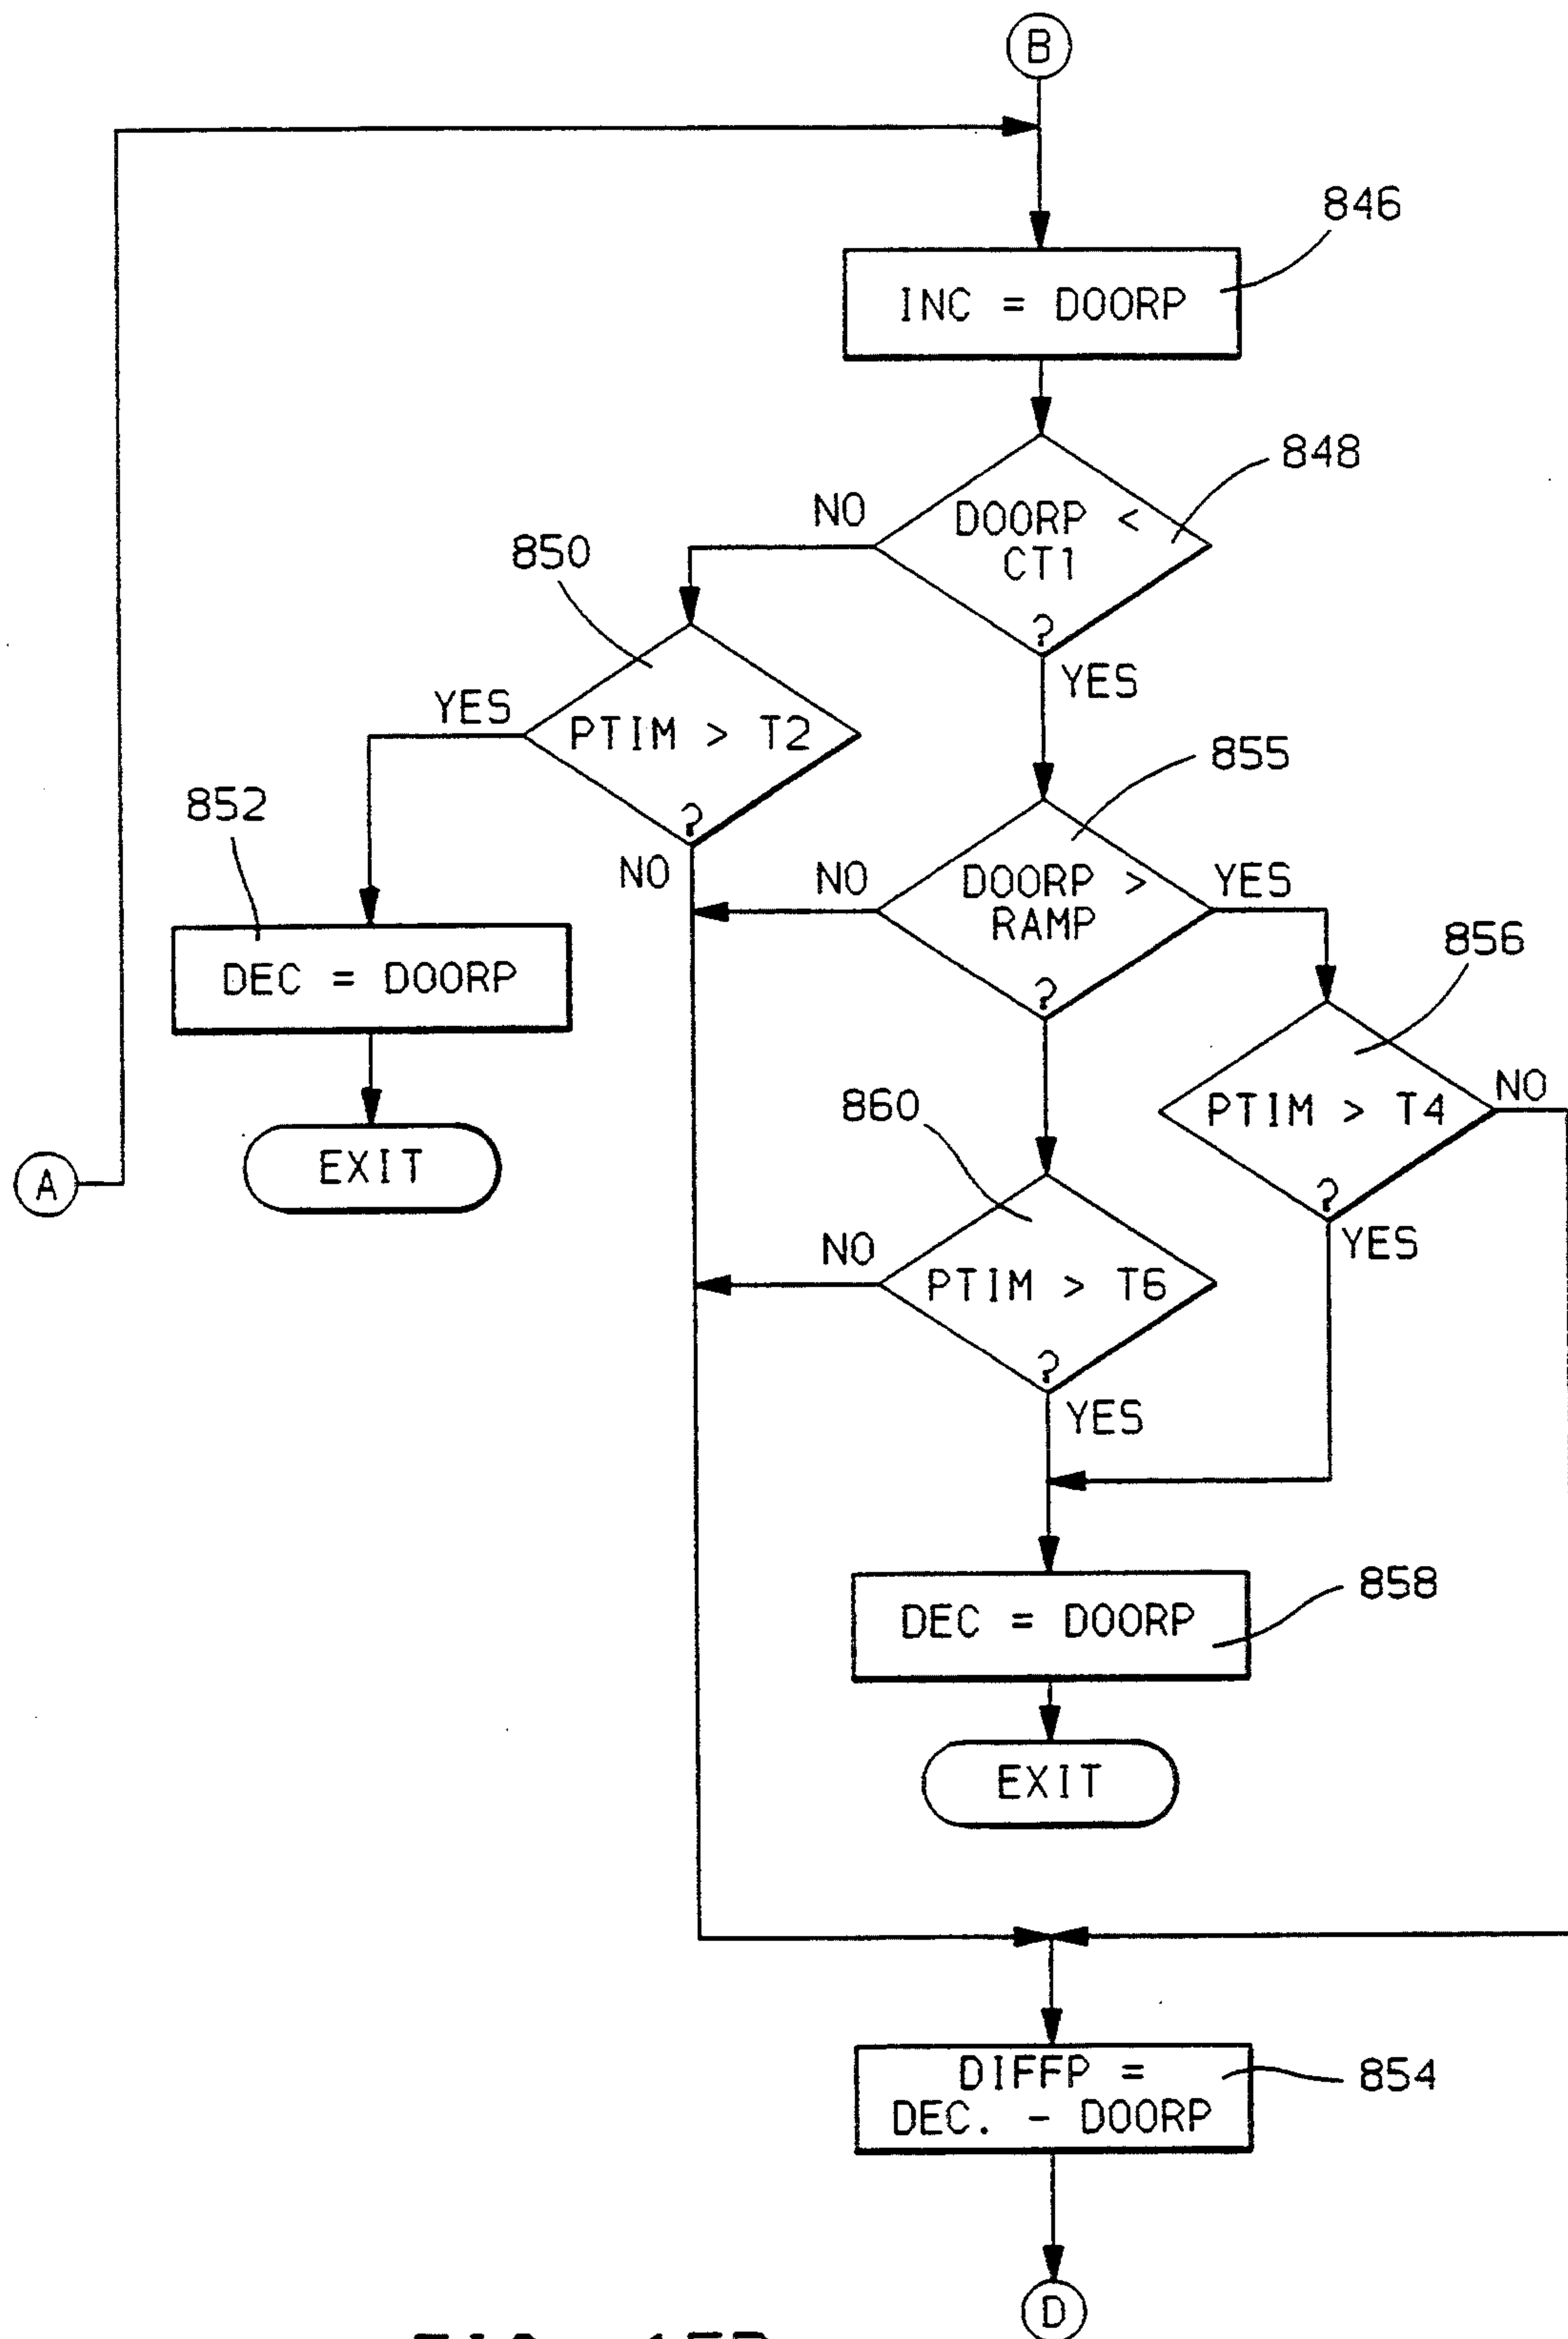 B
846
INC = DOORP
848
NO
DOORP <
CT1
?
YES
850
YES
PTIM > T2
?
NO
855
NO
DOORP >
RAMP
?
YES
852
DEC = DOORP
EXIT
856
PTIM > T4
?
NO
YES
A
860
NO
PTIM > T6
?
YES
858
DEC = DOORP
EXIT
854
DIFFP =
DEC. - DOORP
D